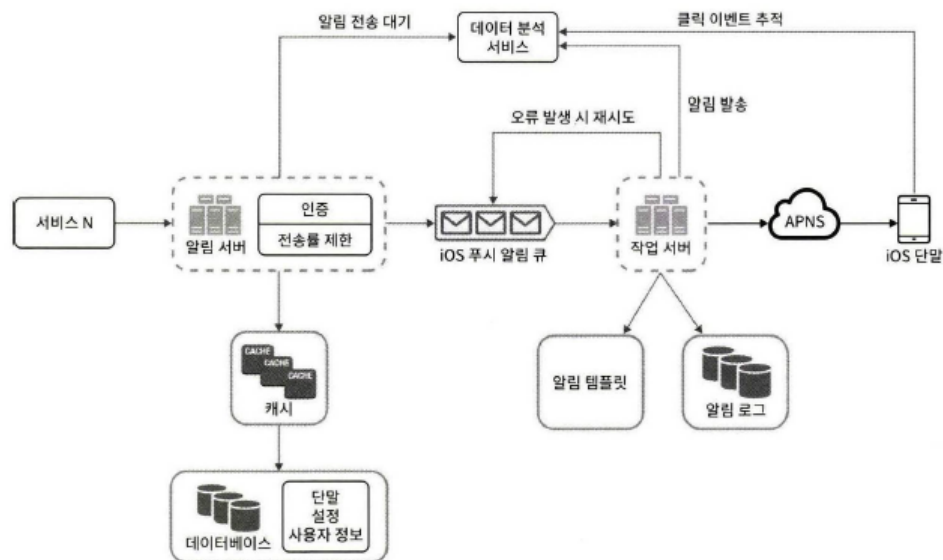 알림 전송 대기
데이터 분석
서비스
클릭 이벤트 추적
오류 발생 시 재시도
알림 발송
서비스 N
알림 서버
인증
전송률 제한
iOS 푸시 알림 큐
작업 서버
APNS
iOS 단말
CACHE
CACHE
CACHE
캐시
알림 템플릿
알림 로그
데이터베이스
단말
설정
사용자 정보